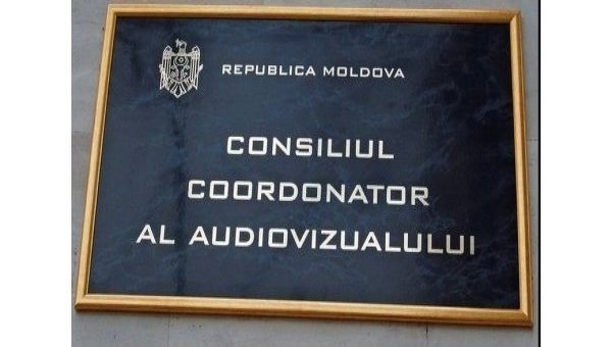 REPUBLICA MOLDOVA
CONSILIUL
COORDONATOR
AL AUDIOVIZUALULUI